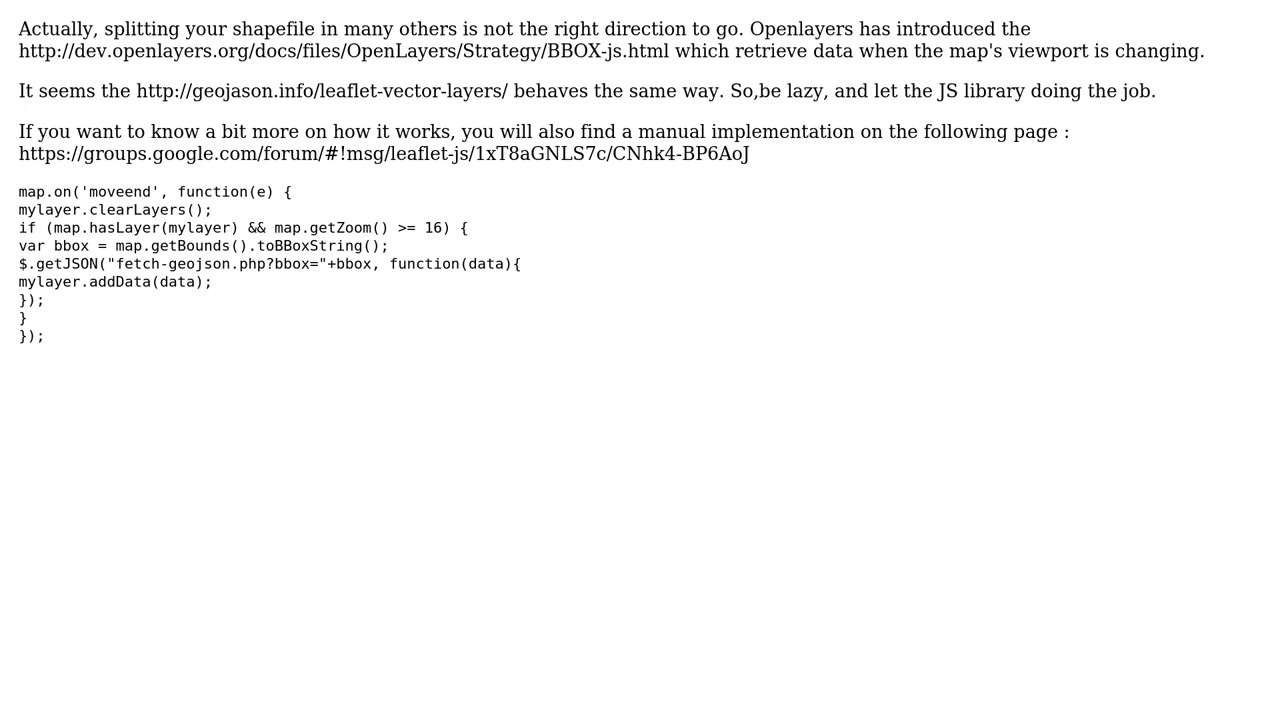 Actually, splitting your shapefile in many others is not the right direction to go. Openlayers has introduced the
http://dev.openlayers.org/docs/files/OpenLayers/Strategy/BBOX-js.html which retrieve data when the map's viewport is changing.
It seems the http://geojason.info/leaflet-vector-layers/ behaves the same way. So,be lazy, and let the JS library doing the job.
If you want to know a bit more on how it works, you will also find a manual implementation on the following page :
https://groups.google.com/forum/#!msg/leaflet-js/1xT8aGNLS7c/CNhk4-BP6AoJ
map.on('moveend', function(e) {
mylayer.clearLayers();
if (map.hasLayer(mylayer) && map.getZoom() >= 16) {
var bbox = map.getBounds().toBBoxString();
$.getJSON("fetch-geojson.php?bbox="+bbox, function(data){
mylayer.addData(data);
});
}
});